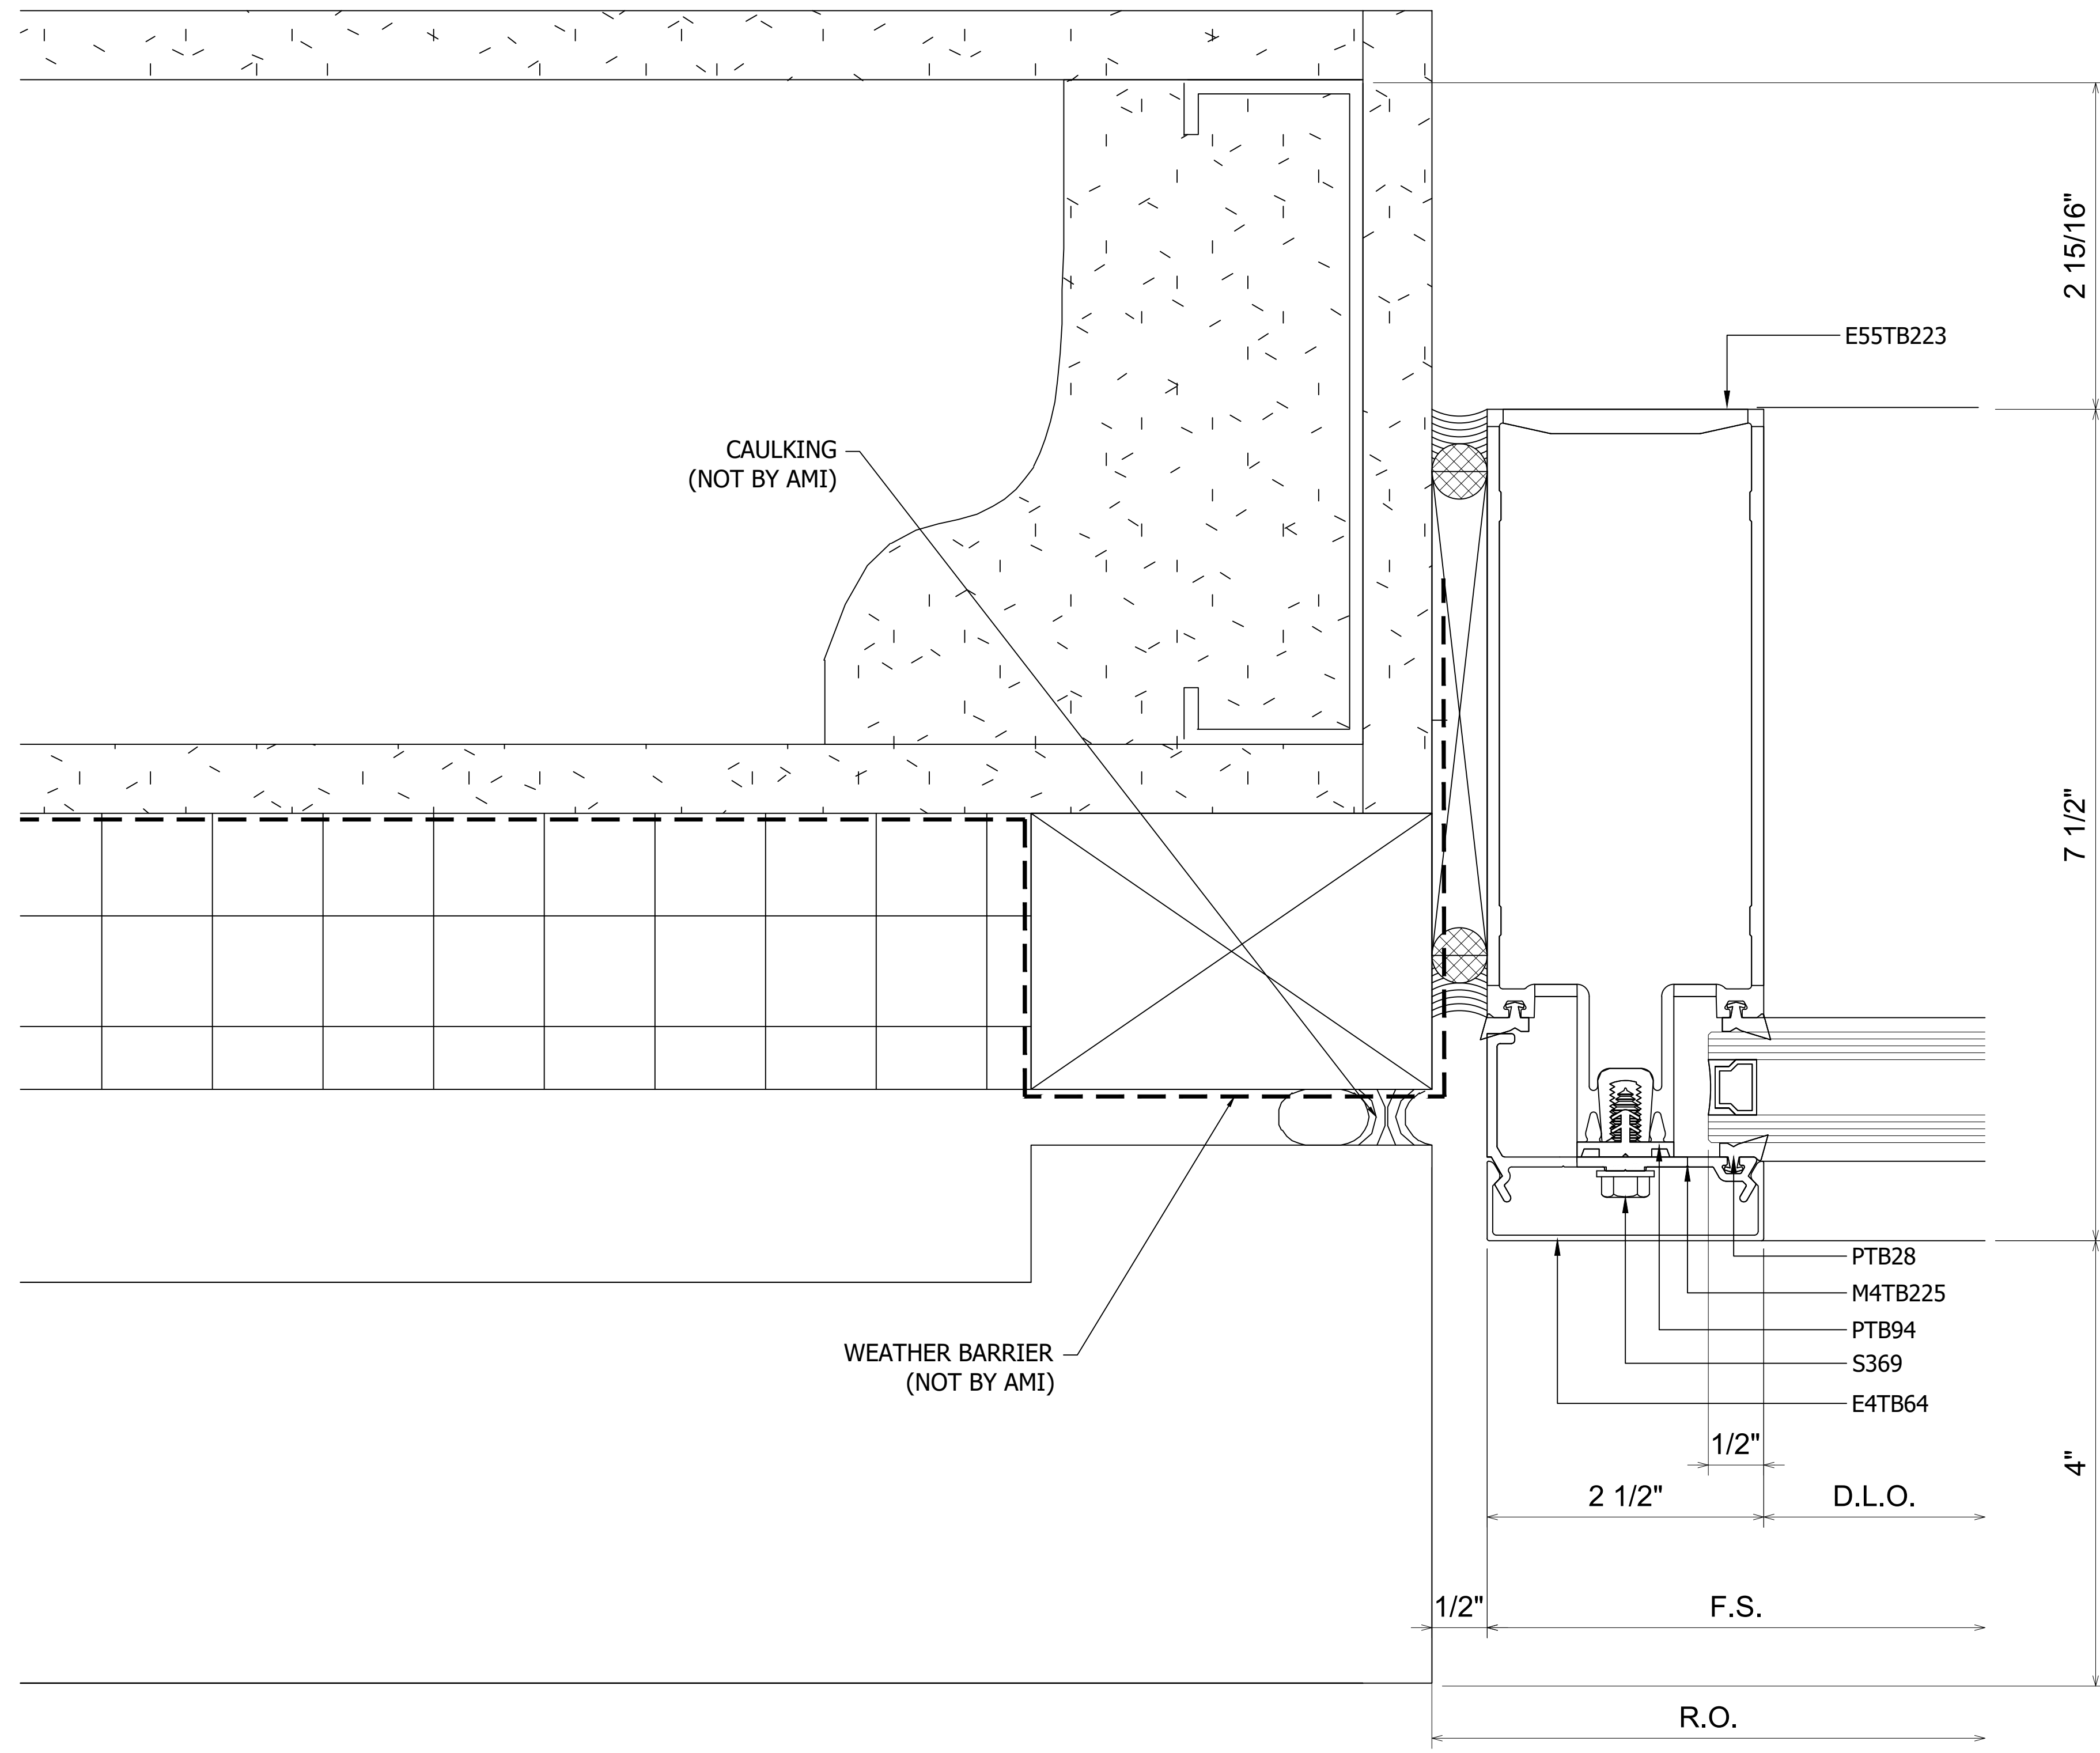 2 15/16"
E55TB223
CAULKING
(NOT BY AMI)
7 1/2"
PTB28
M4TB225
PTB94
S369
E4TB64
WEATHER BARRIER
(NOT BY AMI)
1/2"
4"
2 1/2"
D.L.O.
1/2"
F.S.
R.O.